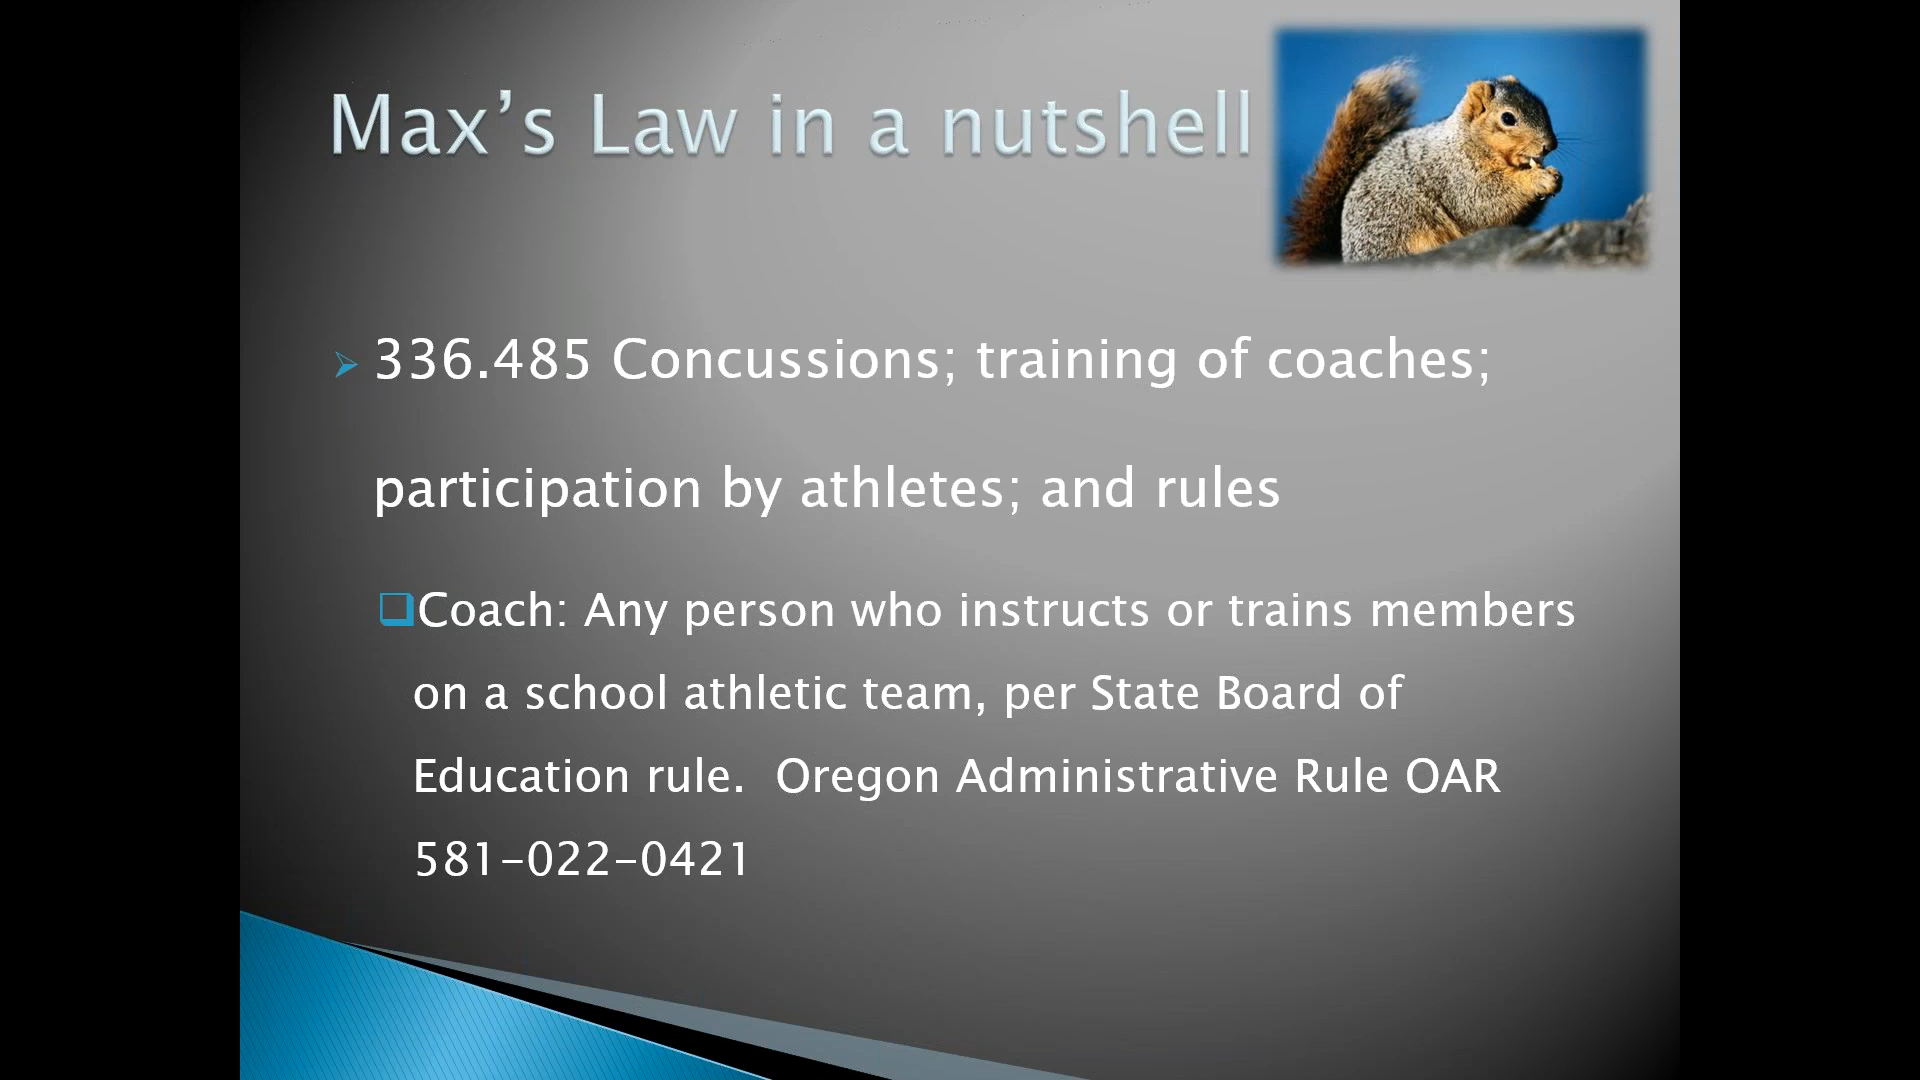 Max’s Law in a nutshell
336.485 Concussions; training of coaches;
participation by athletes; and rules
Coach: Any person who instructs or trains members
on a school athletic team, per State Board of
Education rule.  Oregon Administrative Rule OAR
581-022-0421